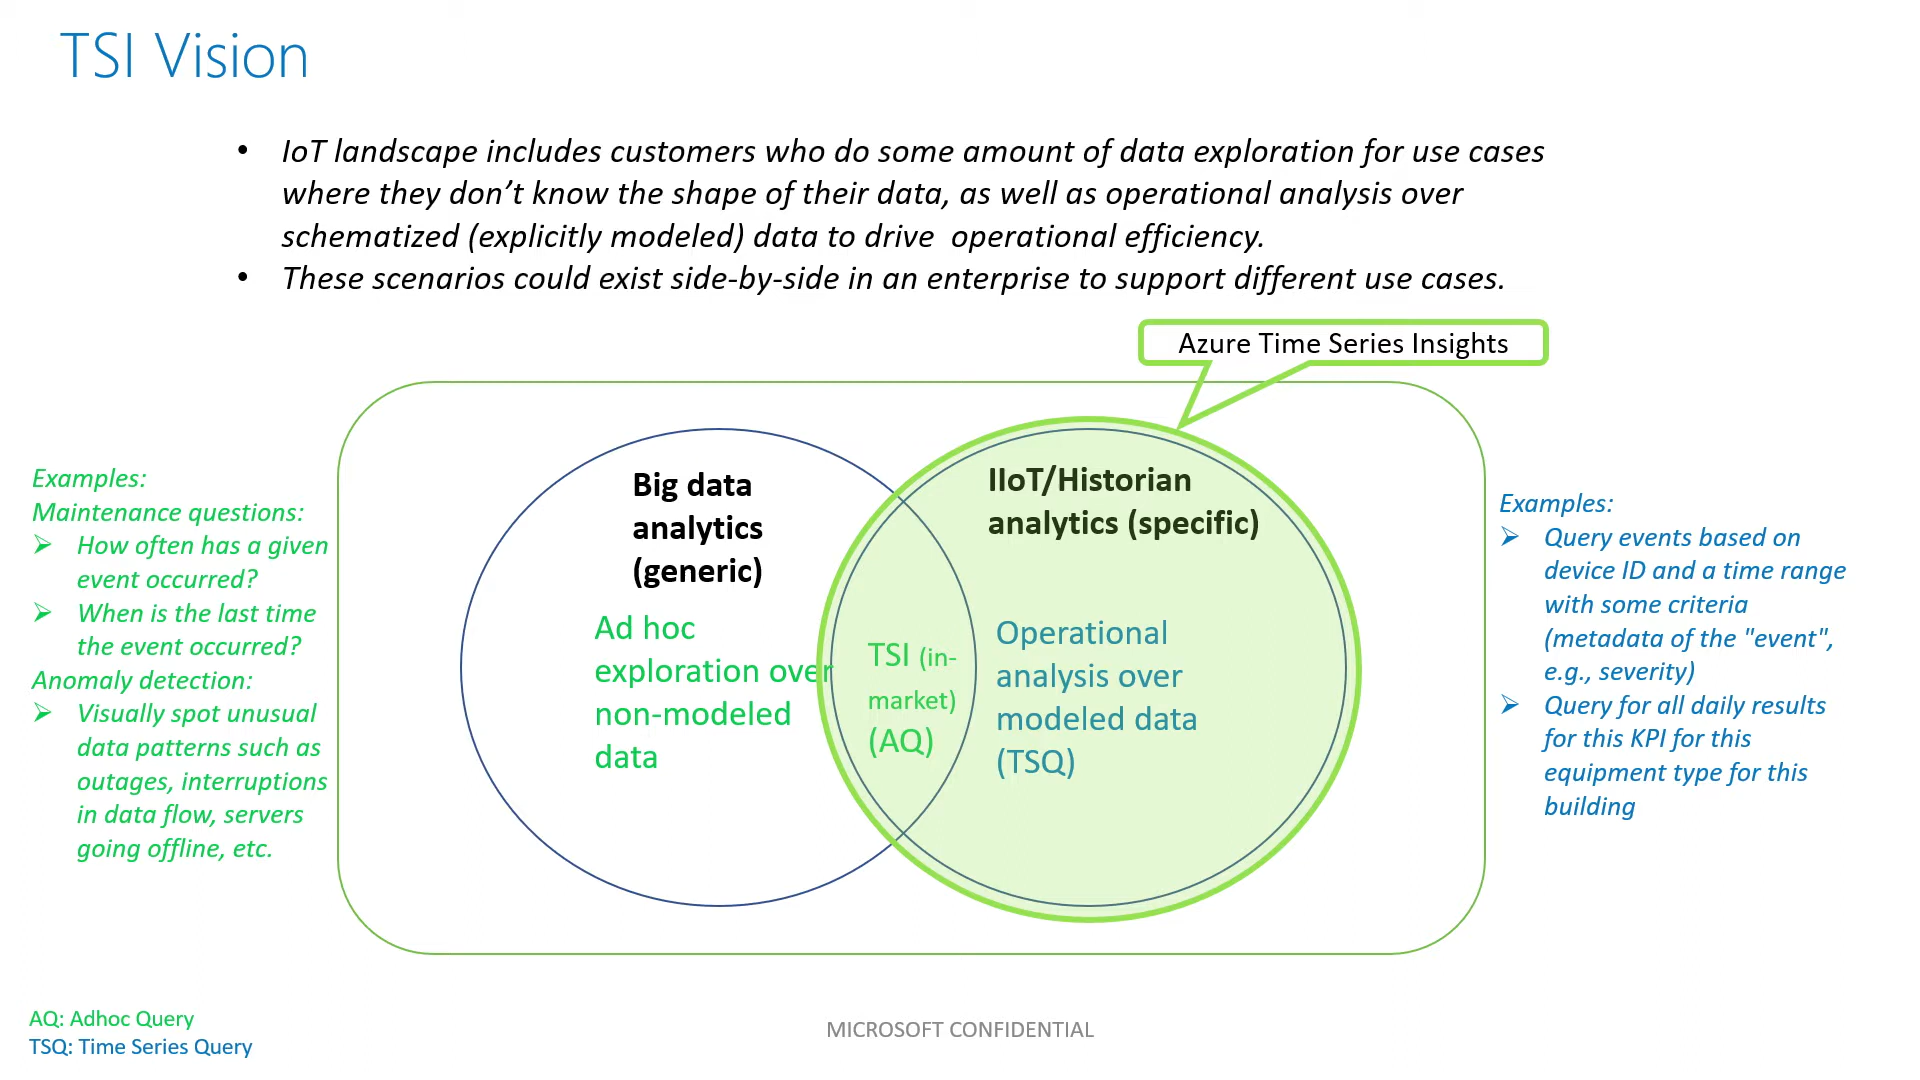 TSI Vision
• IoT landscape includes customers who do some amount of data exploration for use cases
where they don’t know the shape of their data, as well as operational analysis over
schematized (explicitly modeled) data to drive  operational efficiency.
• These scenarios could exist side-by-side in an enterprise to support different use cases.
Azure Time Series Insights
Examples:
Maintenance questions:
➢ How often has a given
event occurred?
➢ When is the last time
the event occurred?
Anomaly detection:
➢ Visually spot unusual
data patterns such as
outages, interruptions
in data flow, servers
going offline, etc.
Big data
analytics
(generic)
Ad hoc
exploration over
non-modeled
data
TSI (in-
market)
(AQ)
IIoT/Historian
analytics (specific)
Operational
analysis over
modeled data
(TSQ)
Examples:
➢ Query events based on
device ID and a time range
with some criteria
(metadata of the "event",
e.g., severity)
➢ Query for all daily results
for this KPI for this
equipment type for this
building
AQ: Adhoc Query
TSQ: Time Series Query
MICROSOFT CONFIDENTIAL